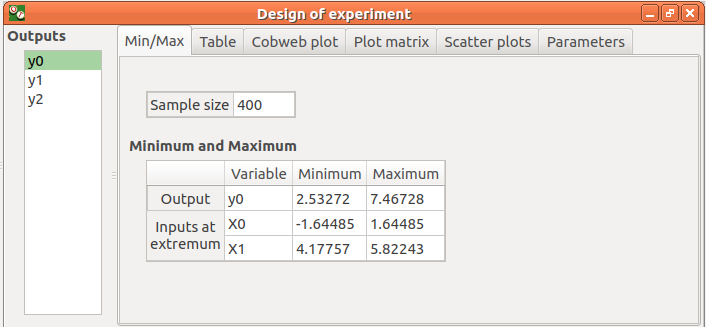 Design of experiment
Outputs
y0
y1
y2
Min/Max Table Cobweb plot Plot matrix Scatter plots Parameters
Sample size 400
Minimum and Maximum
Variable Minimum Maximum
Output y0 2.53272 7.46728
Inputs at extremum X0 -1.64485 1.64485
X1 4.17757 5.82243